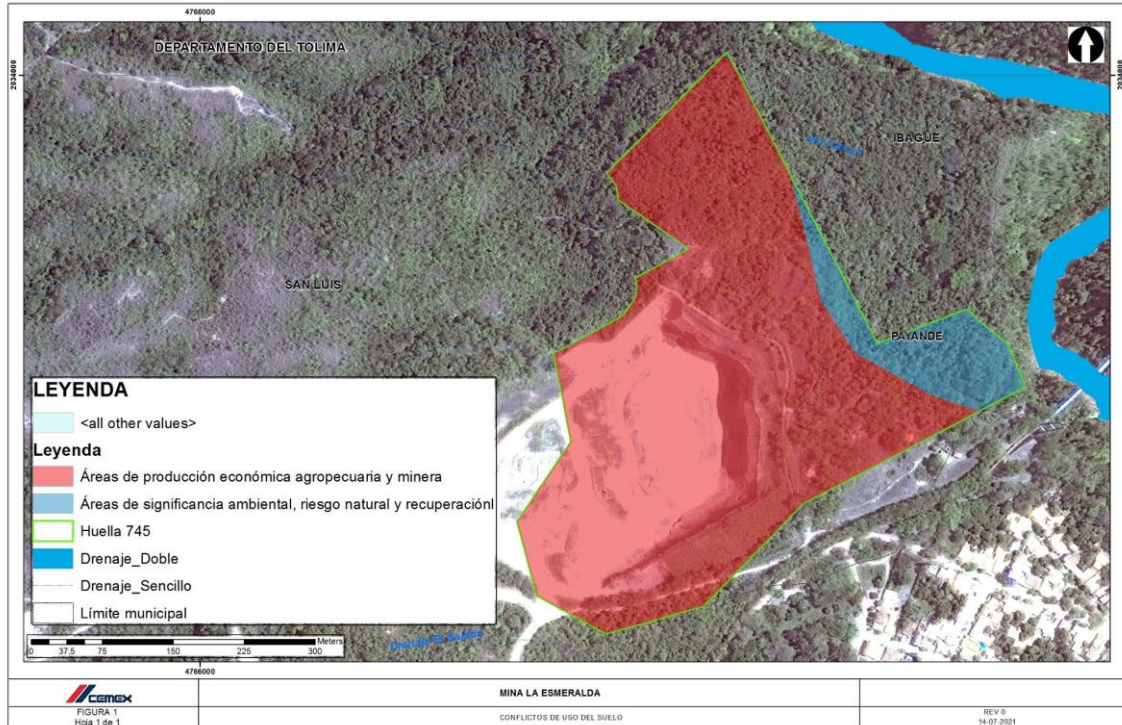 4766000
DEPARTAMENTO DEL TOLIMA
2034000
2034000
IBAGUE
SAN LUIS
PAYANDE
LEYENDA
<all other values>
Leyenda
Áreas de producción económica agropecuaria y minera
Áreas de significancia ambiental, riesgo natural y recuperaciónl
Huella 745
Drenaje_Doble
Drenaje_Sencillo
Límite municipal
Meters
0 37.5 75 150 225 300
Drenaje
4766000
CEMEX
FIGURA 1
Hoja 1 de 1
MINA LA ESMERALDA
CONFLICTOS DE USO DEL SUELO
REV 0
14-07-2021